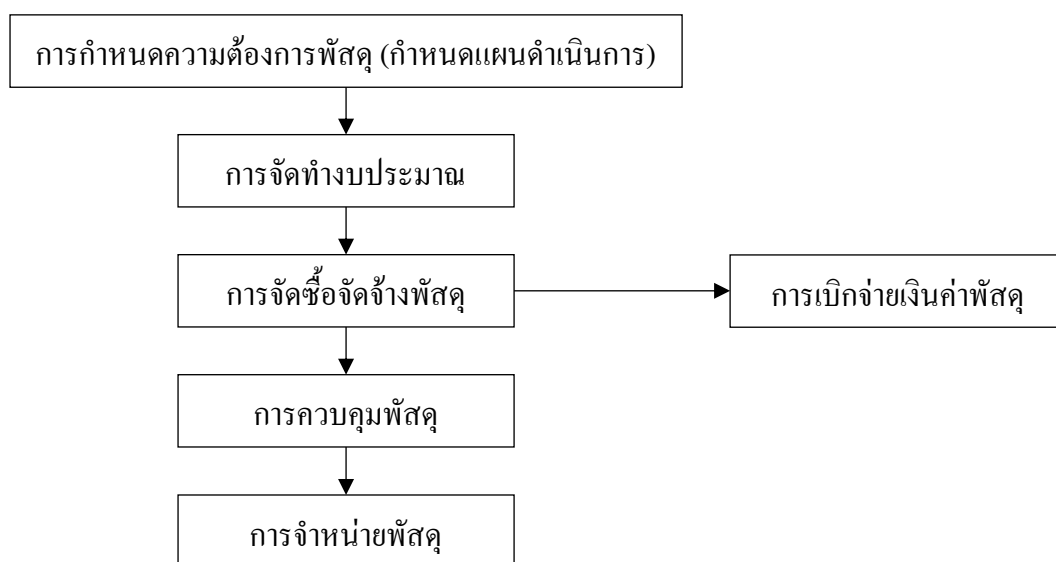 การกำหนดความต้องการพัสดุ (กำหนดแผนดำเนินการ)
การจัดทำงบประมาณ
การจัดซื้อจัดจ้างพัสดุ
การเบิกจ่ายเงินค่าพัสดุ
การควบคุมพัสดุ
การจำหน่ายพัสดุ